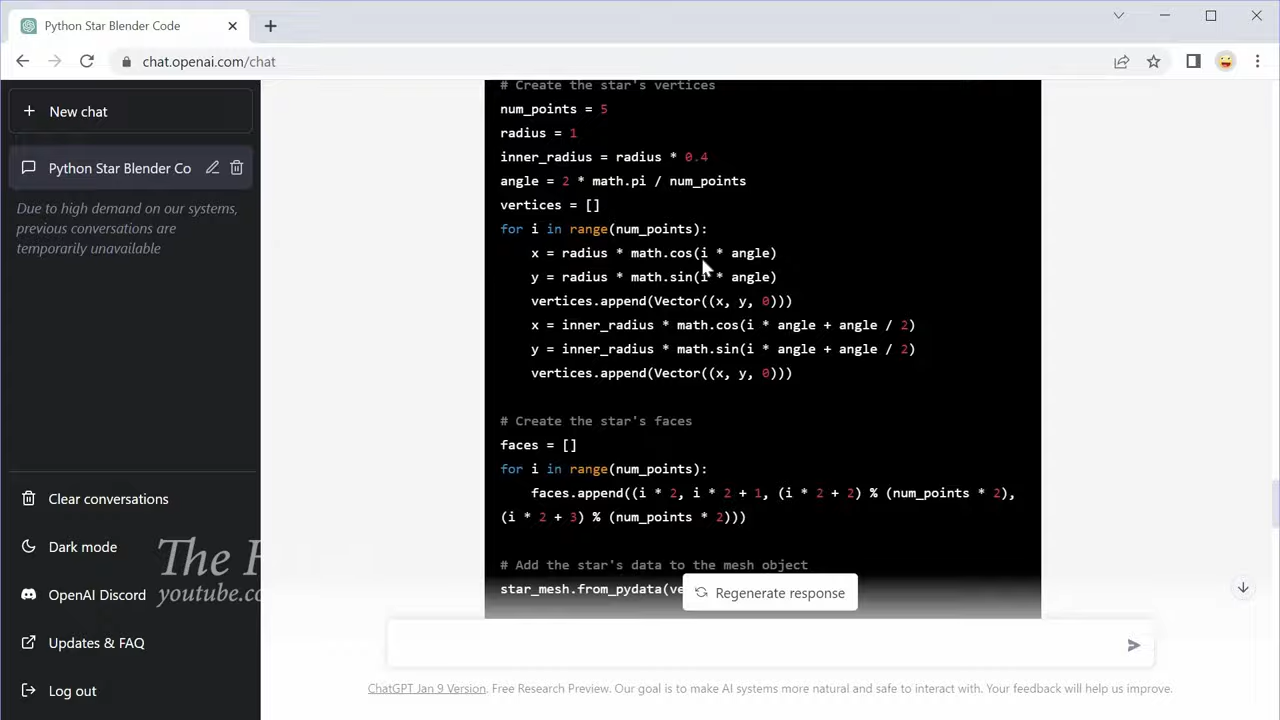 Python Star Blender Code
chat.openai.com/chat
New chat
Python Star Blender Co
Due to high demand on our systems,
previous conversations are
temporarily unavailable
Clear conversations
Dark mode
OpenAI Discord
Updates & FAQ
Log out
The
youtube.c
# Create the star's vertices
num_points = 5
radius = 1
inner_radius = radius * 0.4
angle = 2 * math.pi / num_points
vertices = []
for i in range(num_points):
    x = radius * math.cos(i * angle)
    y = radius * math.sin(i * angle)
    vertices.append(Vector((x, y, 0)))
    x = inner_radius * math.cos(i * angle + angle / 2)
    y = inner_radius * math.sin(i * angle + angle / 2)
    vertices.append(Vector((x, y, 0)))
# Create the star's faces
faces = []
for i in range(num_points):
    faces.append((i * 2, i * 2 + 1, (i * 2 + 2) % (num_points * 2),
(i * 2 + 3) % (num_points * 2)))
# Add the star's data to the mesh object
star_mesh.from_pydata(ve
Regenerate response
ChatGPT Jan 9 Version. Free Research Preview. Our goal is to make AI systems more natural and safe to interact with. Your feedback will help us improve.